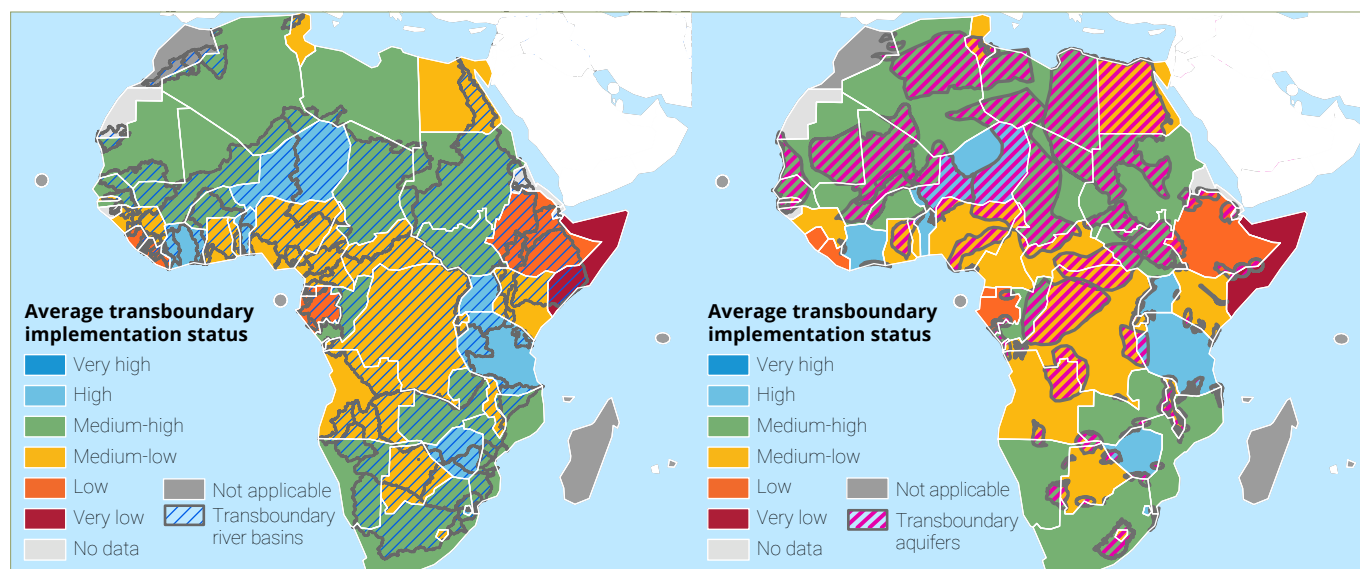 Average transboundary
implementation status
Very high
High
Medium-high
Medium-low
Low
Very low
No data
Not applicable
Transboundary
river basins
Average transboundary
implementation status
Very high
High
Medium-high
Medium-low
Low
Very low
No data
Not applicable
Transboundary
aquifers